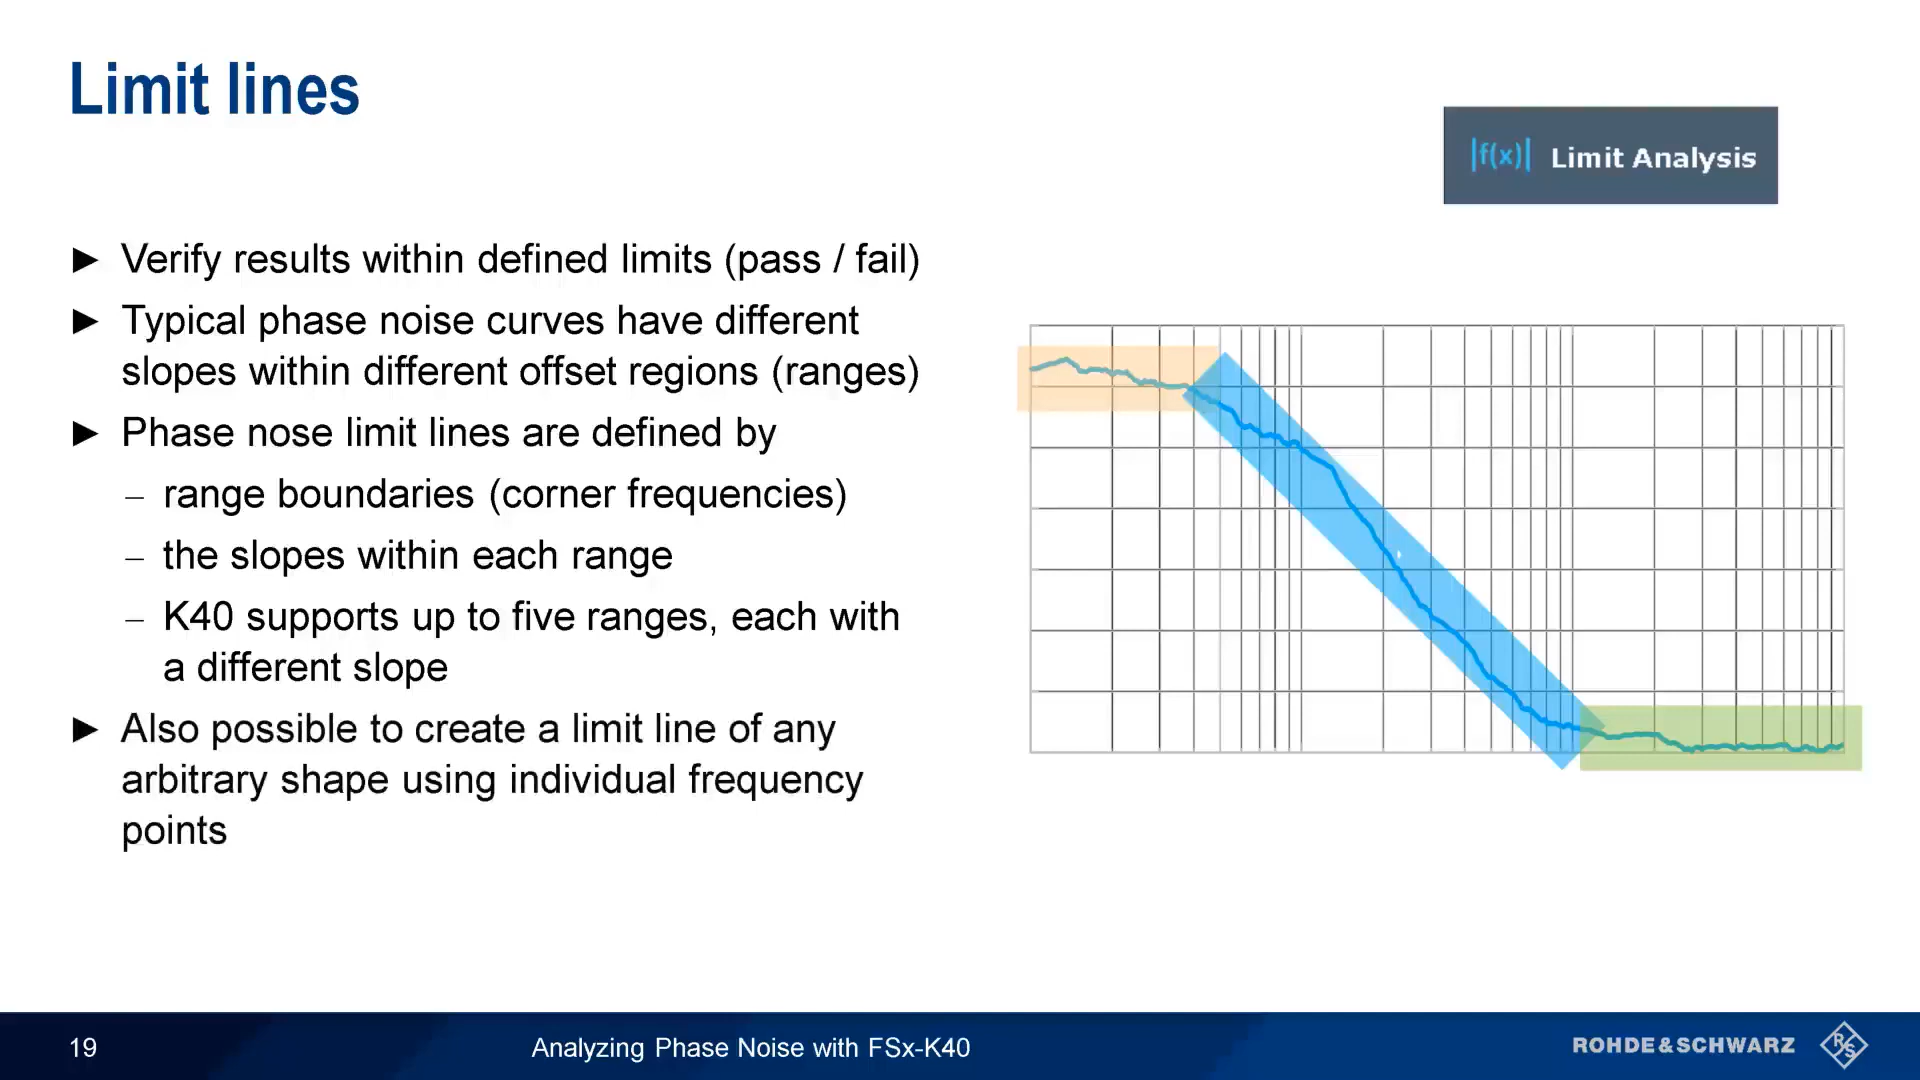 Limit lines
|f(x)| Limit Analysis
► Verify results within defined limits (pass / fail)
► Typical phase noise curves have different
slopes within different offset regions (ranges)
► Phase nose limit lines are defined by
– range boundaries (corner frequencies)
– the slopes within each range
– K40 supports up to five ranges, each with
a different slope
► Also possible to create a limit line of any
arbitrary shape using individual frequency
points
19
Analyzing Phase Noise with FSx-K40
ROHDE&SCHWARZ
R&S